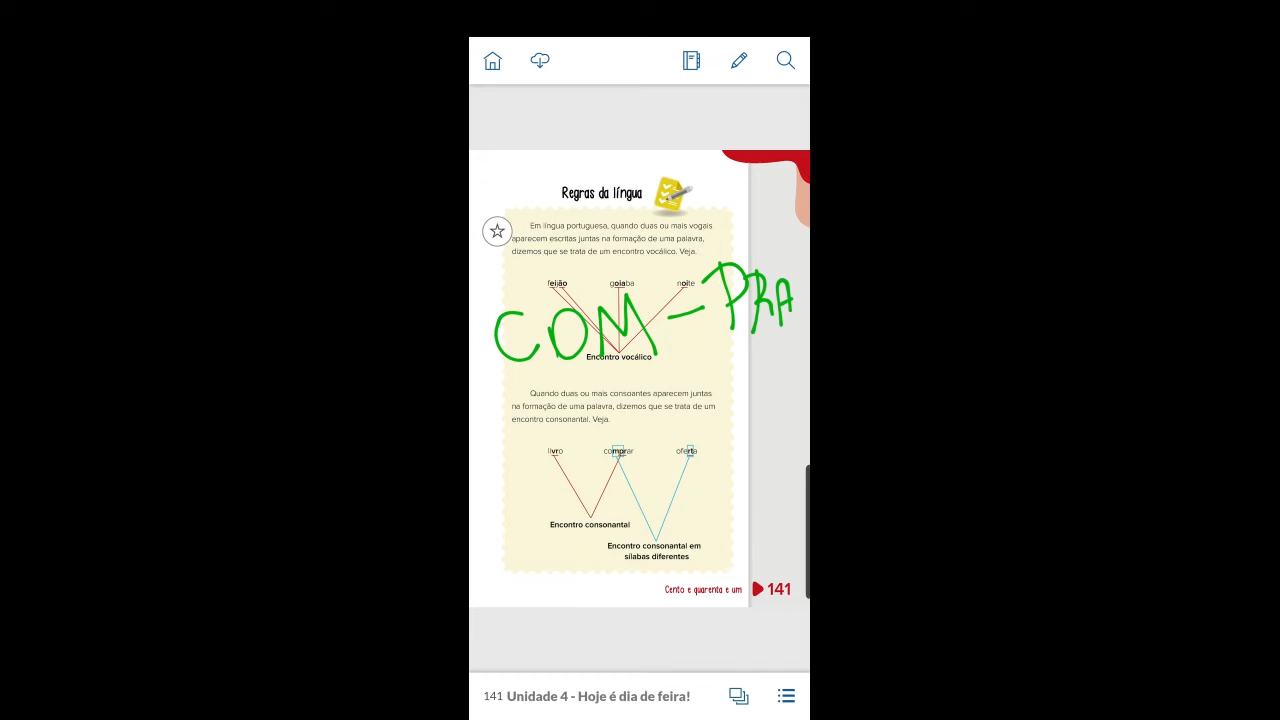 Regras da língua
Em língua portuguesa, quando duas ou mais vogais
aparecem escritas juntas na formação de uma palavra,
dizemos que se trata de um encontro vocálico. Veja.
feijão goiaba noite
COM - PRA
Encontro vocálico
Quando duas ou mais consoantes aparecem juntas
na formação de uma palavra, dizemos que se trata de um
encontro consonantal. Veja.
livro comprar oferta
Encontro consonantal
Encontro consonantal em
sílabas diferentes
Cento e quarenta e um 141
141 Unidade 4 - Hoje é dia de feira!